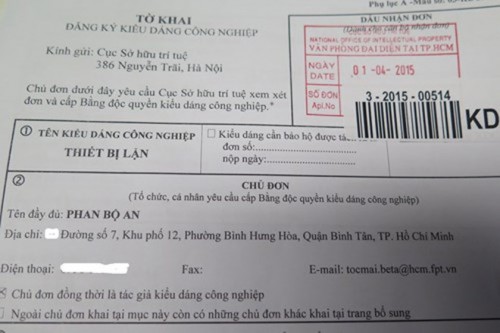 Phụ lục A - Mẫu số:
TỜ KHAI
ĐĂNG KÝ KIỂU DÁNG CÔNG NGHIỆP
Kính gửi: Cục Sở hữu trí tuệ
386 Nguyễn Trãi, Hà Nội
Chủ đơn dưới đây yêu cầu Cục Sở hữu trí tuệ xem xét
đơn và cấp Bằng độc quyền kiểu dáng công nghiệp.*
DẤU NHẬN ĐƠN
(Dành cho cán bộ nhận đơn)
NATIONAL OFFICE OF INTELLECTUAL PROPERTY
VĂN PHÒNG ĐẠI DIỆN TẠI TP.HCM
NGÀY
DATE
01 -04- 2015
SỐ ĐƠN
Apl.No
3 - 2015 - 00514
KD
① TÊN KIỂU DÁNG CÔNG NGHIỆP
THIẾT BỊ LẶN
Kiểu dáng cần bảo hộ được
đơn số:
nộp ngày:
② CHỦ ĐƠN
(Tổ chức, cá nhân yêu cầu cấp Bằng độc quyền kiểu dáng công nghiệp)
Tên đầy đủ: PHAN BỘ AN
Địa chỉ: Đường số 7, Khu phố 12, Phường Bình Hưng Hòa, Quận Bình Tân, TP. Hồ Chí Minh
Điện thoại: Fax: E-mail: tocmai.beta@hcm.fpt.vn
Chủ đơn đồng thời là tác giả kiểu dáng công nghiệp
Ngoài chủ đơn khai tại mục này còn có những chủ đơn khác khai tại trang bổ sung